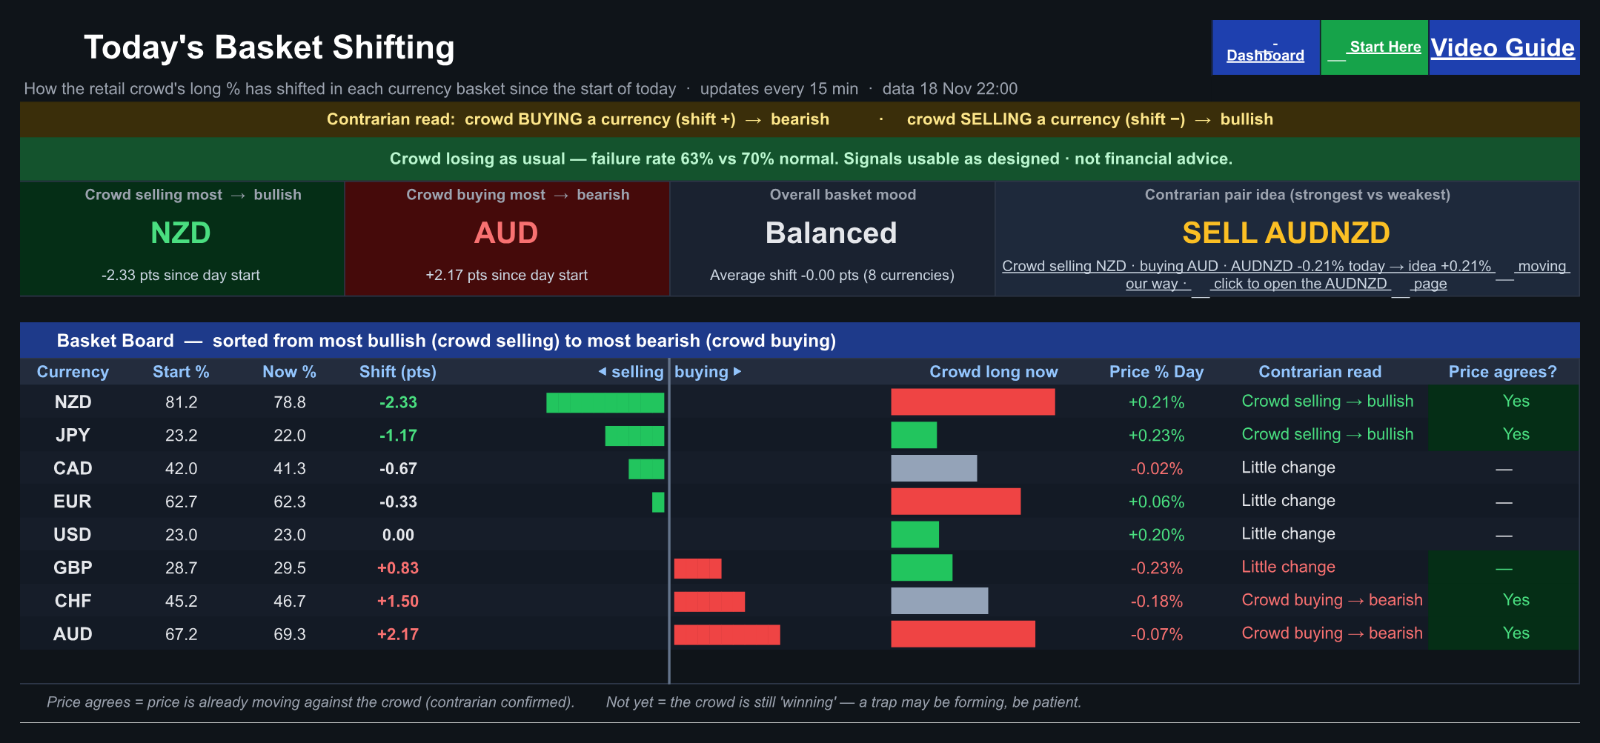 Today's Basket Shifting
Dashboard
Start Here
Video Guide
How the retail crowd's long % has shifted in each currency basket since the start of today · updates every 15 min · data 18 Nov 22:00
Contrarian read: crowd BUYING a currency (shift +) → bearish · crowd SELLING a currency (shift −) → bullish
Crowd losing as usual — failure rate 63% vs 70% normal. Signals usable as designed · not financial advice.
Crowd selling most → bullish
NZD
-2.33 pts since day start
Crowd buying most → bearish
AUD
+2.17 pts since day start
Overall basket mood
Balanced
Average shift -0.00 pts (8 currencies)
Contrarian pair idea (strongest vs weakest)
SELL AUDNZD
Crowd selling NZD · buying AUD · AUDNZD -0.21% today → idea +0.21% moving
our way · click to open the AUDNZD page
Basket Board — sorted from most bullish (crowd selling) to most bearish (crowd buying)
Currency Start % Now % Shift (pts) ◂ selling buying ▸ Crowd long now Price % Day Contrarian read Price agrees?
NZD 81.2 78.8 -2.33 +0.21% Crowd selling → bullish Yes
JPY 23.2 22.0 -1.17 +0.23% Crowd selling → bullish Yes
CAD 42.0 41.3 -0.67 -0.02% Little change —
EUR 62.7 62.3 -0.33 +0.06% Little change —
USD 23.0 23.0 0.00 +0.20% Little change —
GBP 28.7 29.5 +0.83 -0.23% Little change —
CHF 45.2 46.7 +1.50 -0.18% Crowd buying → bearish Yes
AUD 67.2 69.3 +2.17 -0.07% Crowd buying → bearish Yes
Price agrees = price is already moving against the crowd (contrarian confirmed). Not yet = the crowd is still 'winning' — a trap may be forming, be patient.